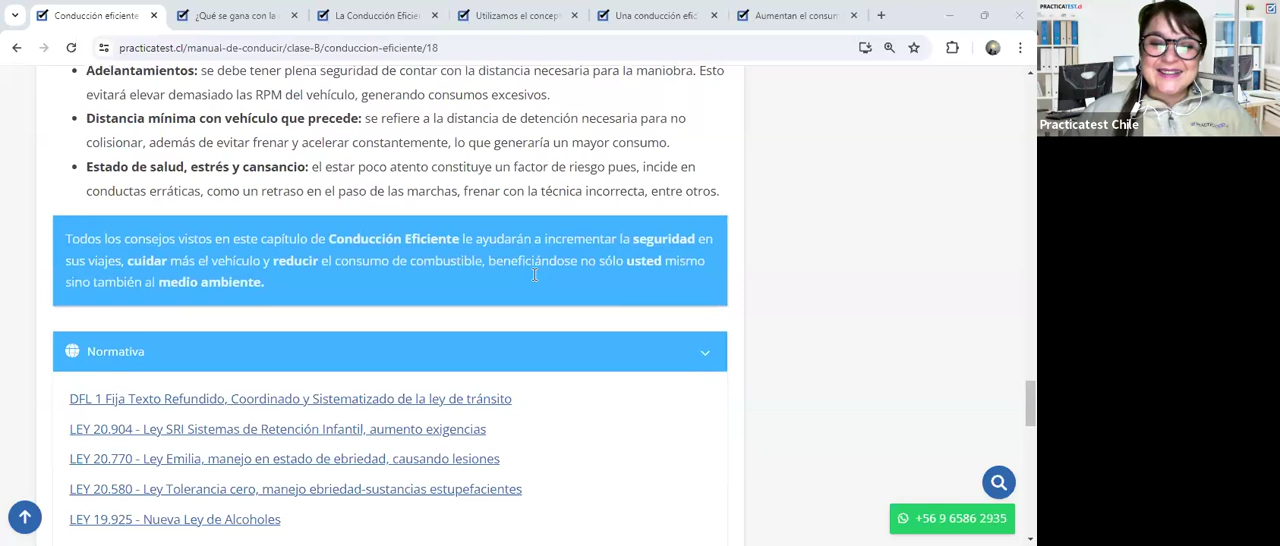 Conducción eficiente
¿Qué se gana con la
La Conducción Eficie
Utilizamos el concep
Una conducción efic
Aumentan el consum
practicatest.cl/manual-de-conducir/clase-B/conduccion-eficiente/18
PRACTICATEST.cl
Practicatest Chile
• Adelantamientos: se debe tener plena seguridad de contar con la distancia necesaria para la maniobra. Esto
evitará elevar demasiado las RPM del vehículo, generando consumos excesivos.
• Distancia mínima con vehículo que precede: se refiere a la distancia de detención necesaria para no
colisionar, además de evitar frenar y acelerar constantemente, lo que generaría un mayor consumo.
• Estado de salud, estrés y cansancio: el estar poco atento constituye un factor de riesgo pues, incide en
conductas erráticas, como un retraso en el paso de las marchas, frenar con la técnica incorrecta, entre otros.
Todos los consejos vistos en este capítulo de Conducción Eficiente le ayudarán a incrementar la seguridad en
sus viajes, cuidar más el vehículo y reducir el consumo de combustible, beneficiándose no sólo usted mismo
sino también al medio ambiente.
Normativa
DFL 1 Fija Texto Refundido, Coordinado y Sistematizado de la ley de tránsito
LEY 20.904 - Ley SRI Sistemas de Retención Infantil, aumento exigencias
LEY 20.770 - Ley Emilia, manejo en estado de ebriedad, causando lesiones
LEY 20.580 - Ley Tolerancia cero, manejo ebriedad-sustancias estupefacientes
LEY 19.925 - Nueva Ley de Alcoholes
+56 9 6586 2935